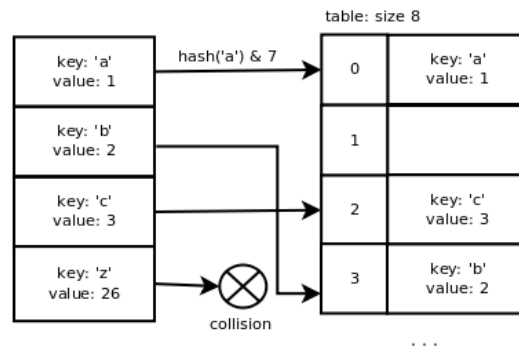 table: size 8
key: 'a'
value: 1
hash('a') & 7
0
key: 'a'
value: 1
key: 'b'
value: 2
1
key: 'c'
value: 3
2
key: 'c'
value: 3
key: 'z'
value: 26
collision
3
key: 'b'
value: 2
. . .